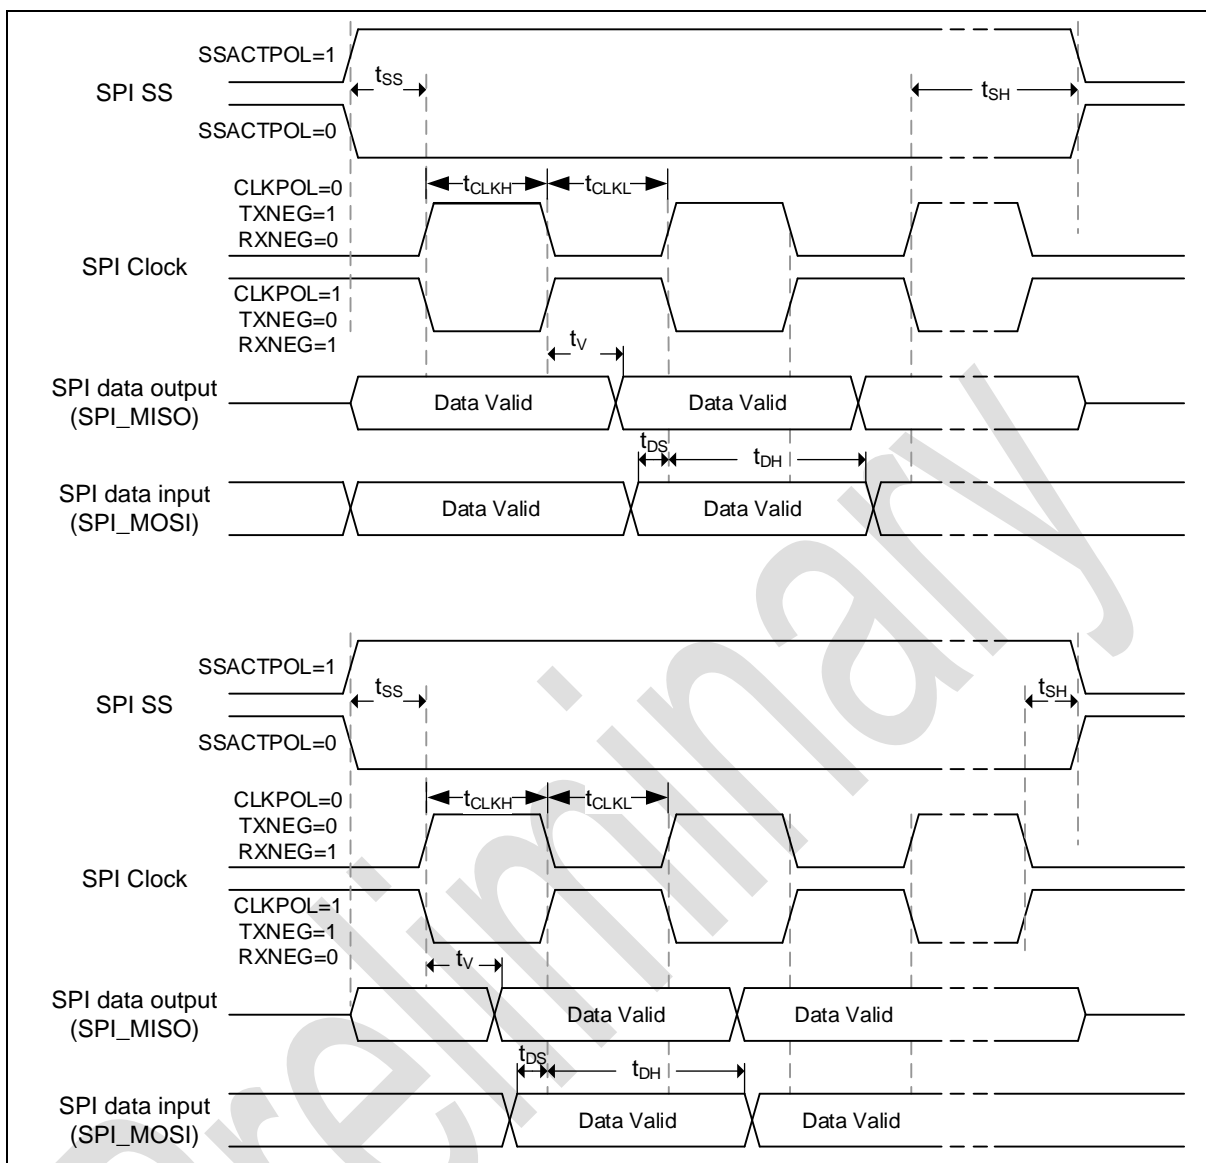 SSACTPOL=1
SPI SS
tSS
tSH
SSACTPOL=0
CLKPOL=0
TXNEG=1
RXNEG=0
tCLKH
tCLKL
SPI Clock
CLKPOL=1
TXNEG=0
RXNEG=1
tV
SPI data output
(SPI_MISO)
Data Valid
Data Valid
tDS
tDH
SPI data input
(SPI_MOSI)
Data Valid
Data Valid
SSACTPOL=1
SPI SS
tSS
tSH
SSACTPOL=0
CLKPOL=0
TXNEG=0
RXNEG=1
tCLKH
tCLKL
SPI Clock
CLKPOL=1
TXNEG=1
RXNEG=0
tV
SPI data output
(SPI_MISO)
Data Valid
Data Valid
tDS
tDH
SPI data input
(SPI_MOSI)
Data Valid
Data Valid
Preliminary